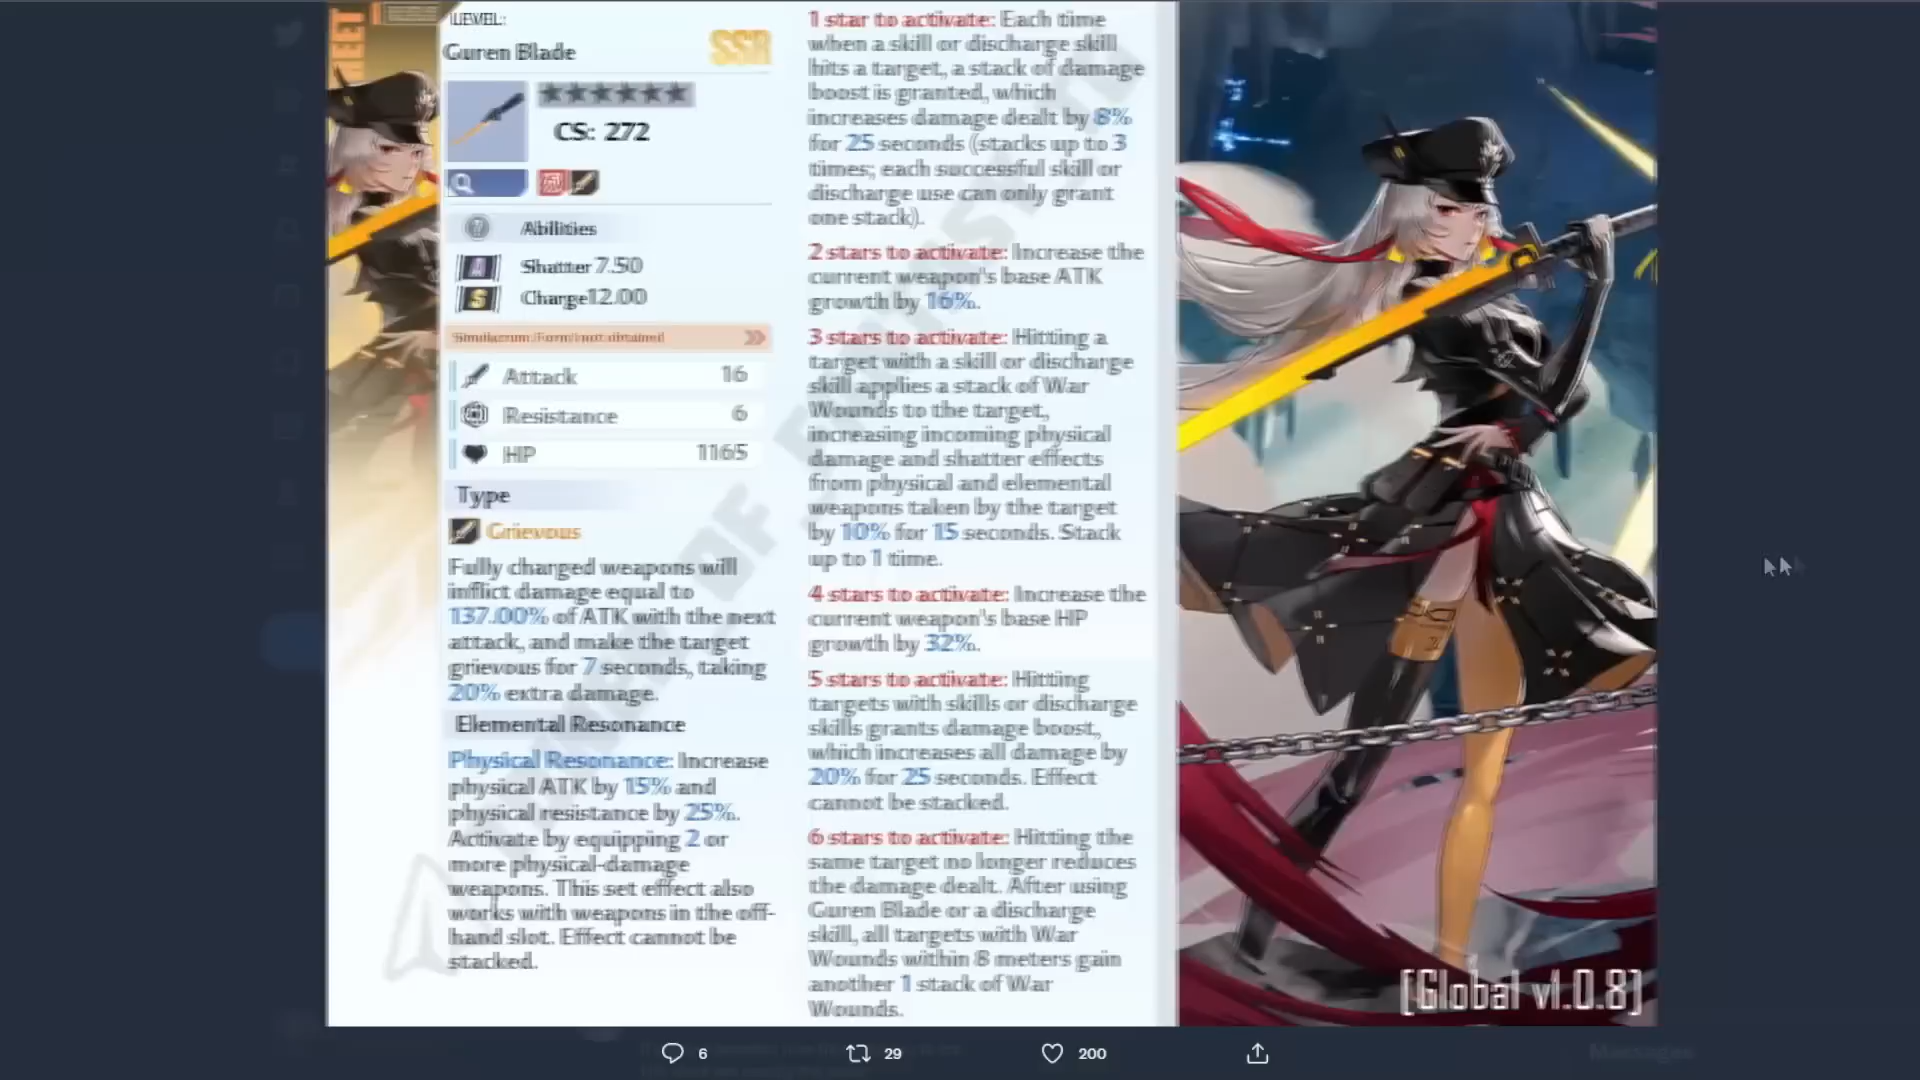 LEVEL:
Guren Blade
SSR
CS: 272
Abilities
A
Shatter 7.50
S
Charge 12.00
Simulacrum Form not obtained
Attack 16
Resistance 6
HP 1165
Type
Grievous
Fully charged weapons will
inflict damage equal to
137.00% of ATK with the next
attack, and make the target
grievous for 7 seconds, taking
20% extra damage.
Elemental Resonance
Physical Resonance: Increase
physical ATK by 15% and
physical resistance by 25%.
Activate by equipping 2 or
more physical-damage
weapons. This set effect also
works with weapons in the off-
hand slot. Effect cannot be
stacked.
1 star to activate: Each time
when a skill or discharge skill
hits a target, a stack of damage
boost is granted, which
increases damage dealt by 8%
for 25 seconds (stacks up to 3
times; each successful skill or
discharge use can only grant
one stack).
2 stars to activate: Increase the
current weapon's base ATK
growth by 16%.
3 stars to activate: Hitting a
target with a skill or discharge
skill applies a stack of War
Wounds to the target,
increasing incoming physical
damage and shatter effects
from physical and elemental
weapons taken by the target
by 10% for 15 seconds. Stack
up to 1 time.
4 stars to activate: Increase the
current weapon's base HP
growth by 32%.
5 stars to activate: Hitting
targets with skills or discharge
skills grants damage boost,
which increases all damage by
20% for 25 seconds. Effect
cannot be stacked.
6 stars to activate: Hitting the
same target no longer reduces
the damage dealt. After using
Guren Blade or a discharge
skill, all targets with War
Wounds within 8 meters gain
another 1 stack of War
Wounds.
[Global v1.0.8]
6
29
200
Messages